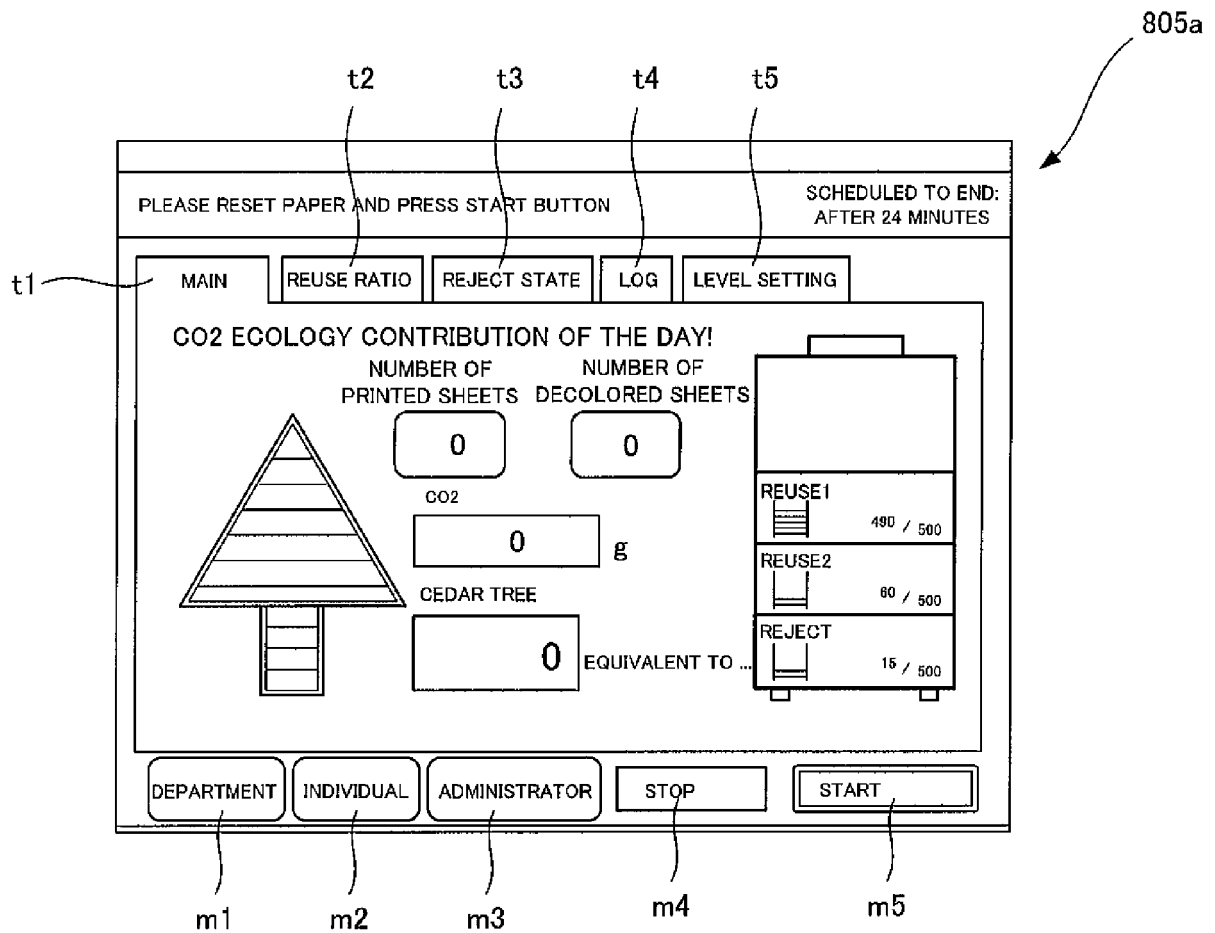 805a
t2 t3 t4 t5
PLEASE RESET PAPER AND PRESS START BUTTON
SCHEDULED TO END:
AFTER 24 MINUTES
t1
MAIN
REUSE RATIO
REJECT STATE
LOG
LEVEL SETTING
CO2 ECOLOGY CONTRIBUTION OF THE DAY!
NUMBER OF
PRINTED SHEETS
NUMBER OF
DECOLORED SHEETS
0
0
CO2
0 g
CEDAR TREE
0 EQUIVALENT TO ...
REUSE1
490 / 500
REUSE2
60 / 500
REJECT
15 / 500
DEPARTMENT
INDIVIDUAL
ADMINISTRATOR
STOP
START
m1 m2 m3 m4 m5